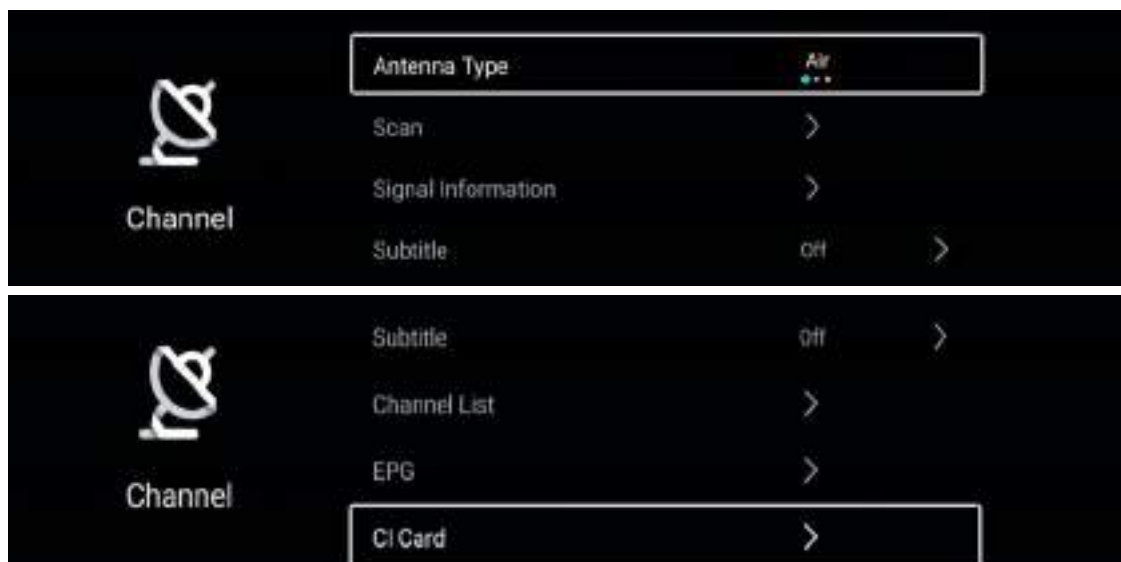 Antenna Type Air
Scan
Signal Information
Channel
Subtitle Off
Subtitle Off
Channel List
EPG
Channel
CI Card